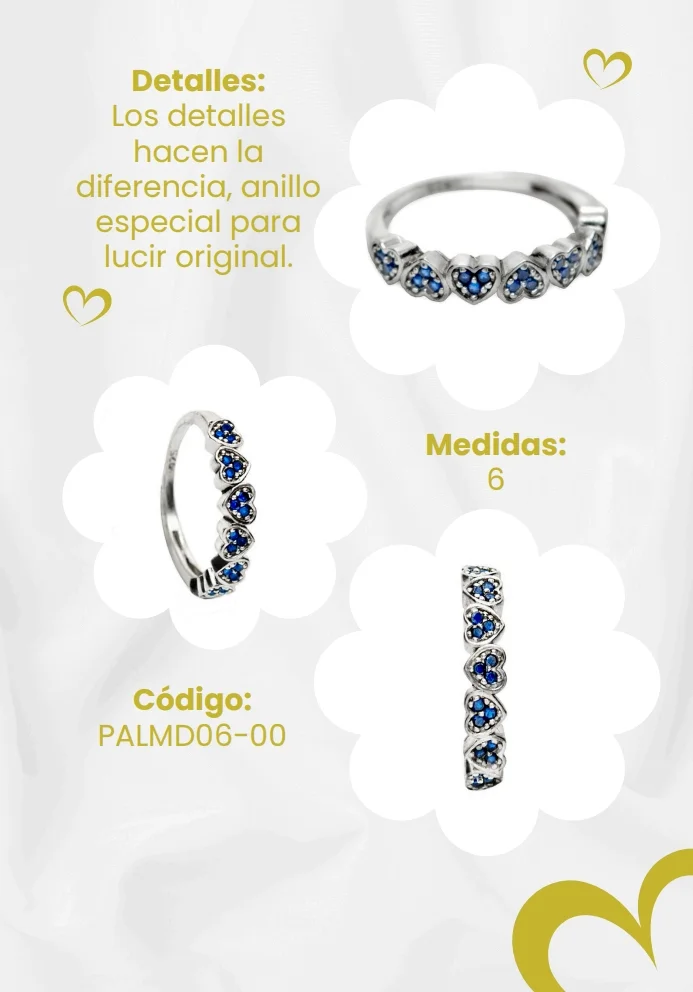 Detalles:
Los detalles
hacen la
diferencia, anillo
especial para
lucir original.
Medidas:
6
Código:
PALMD06-00